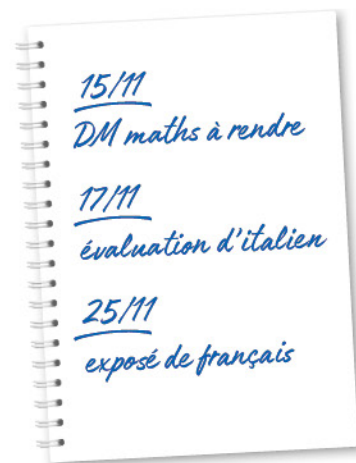 15/11
DM maths à rendre
17/11
évaluation d'italien
25/11
exposé de français